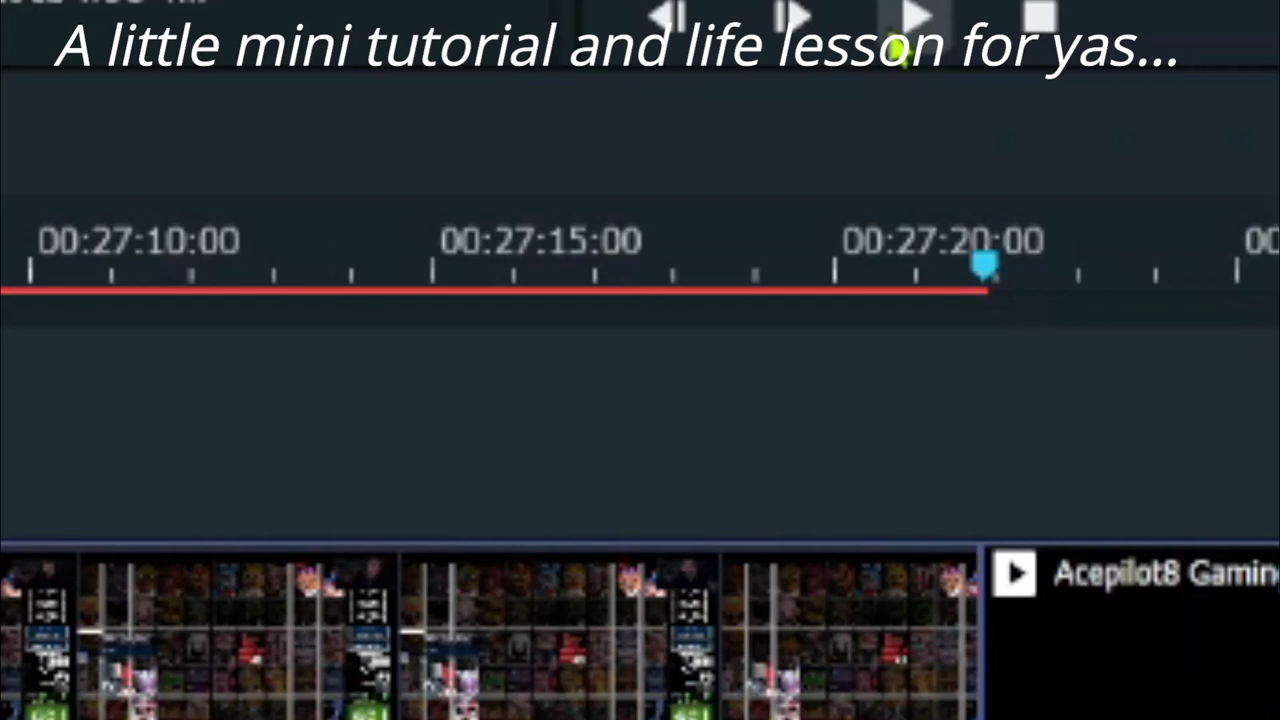 A little mini tutorial and life lesson for yas...
00:27:10:00
00:27:15:00
00:27:20:00
00
Acepilot8 Gamin